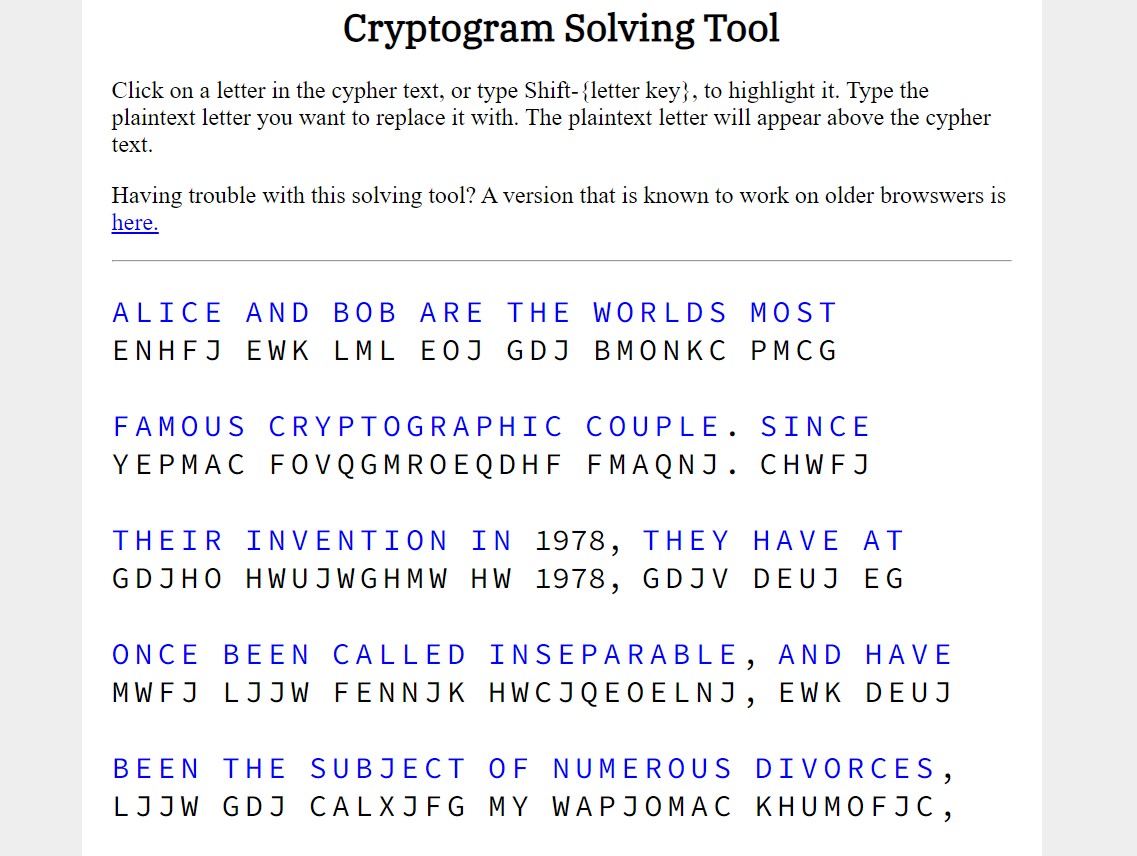 Cryptogram Solving Tool
Click on a letter in the cypher text, or type Shift-{letter key}, to highlight it. Type the
plaintext letter you want to replace it with. The plaintext letter will appear above the cypher
text.
Having trouble with this solving tool? A version that is known to work on older browswers is
here.
ALICE AND BOB ARE THE WORLDS MOST
ENHFJ EWK LML EOJ GDJ BMONKC PMCG
FAMOUS CRYPTOGRAPHIC COUPLE. SINCE
YEPMAC FOVQGMROEQDHF FMAQNJ. CHWFJ
THEIR INVENTION IN 1978, THEY HAVE AT
GDJHO HWUJWGHMW HW 1978, GDJV DEUJ EG
ONCE BEEN CALLED INSEPARABLE, AND HAVE
MWFJ LJJW FENNJK HWCJQEOELNJ, EWK DEUJ
BEEN THE SUBJECT OF NUMEROUS DIVORCES,
LJJW GDJ CALXJFG MY WAPJOMAC KHUMOFJC,